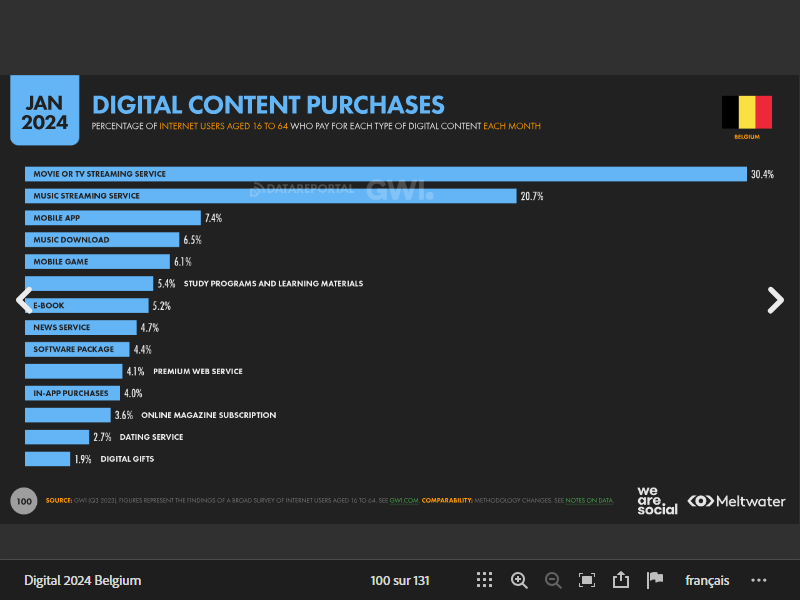 JAN
2024
DIGITAL CONTENT PURCHASES
PERCENTAGE OF INTERNET USERS AGED 16 TO 64 WHO PAY FOR EACH TYPE OF DIGITAL CONTENT EACH MONTH
BELGIUM
MOVIE OR TV STREAMING SERVICE 30.4%
DATAREPORTAL GWI.
MUSIC STREAMING SERVICE 20.7%
MOBILE APP 7.4%
MUSIC DOWNLOAD 6.5%
MOBILE GAME 6.1%
5.4% STUDY PROGRAMS AND LEARNING MATERIALS
E-BOOK 5.2%
NEWS SERVICE 4.7%
SOFTWARE PACKAGE 4.4%
4.1% PREMIUM WEB SERVICE
IN-APP PURCHASES 4.0%
3.6% ONLINE MAGAZINE SUBSCRIPTION
2.7% DATING SERVICE
1.9% DIGITAL GIFTS
100
SOURCE: GWI (Q3 2023). FIGURES REPRESENT THE FINDINGS OF A BROAD SURVEY OF INTERNET USERS AGED 16 TO 64. SEE GWI.COM. COMPARABILITY: METHODOLOGY CHANGES. SEE NOTES ON DATA.
we
are
social
Meltwater
Digital 2024 Belgium
100 sur 131
français